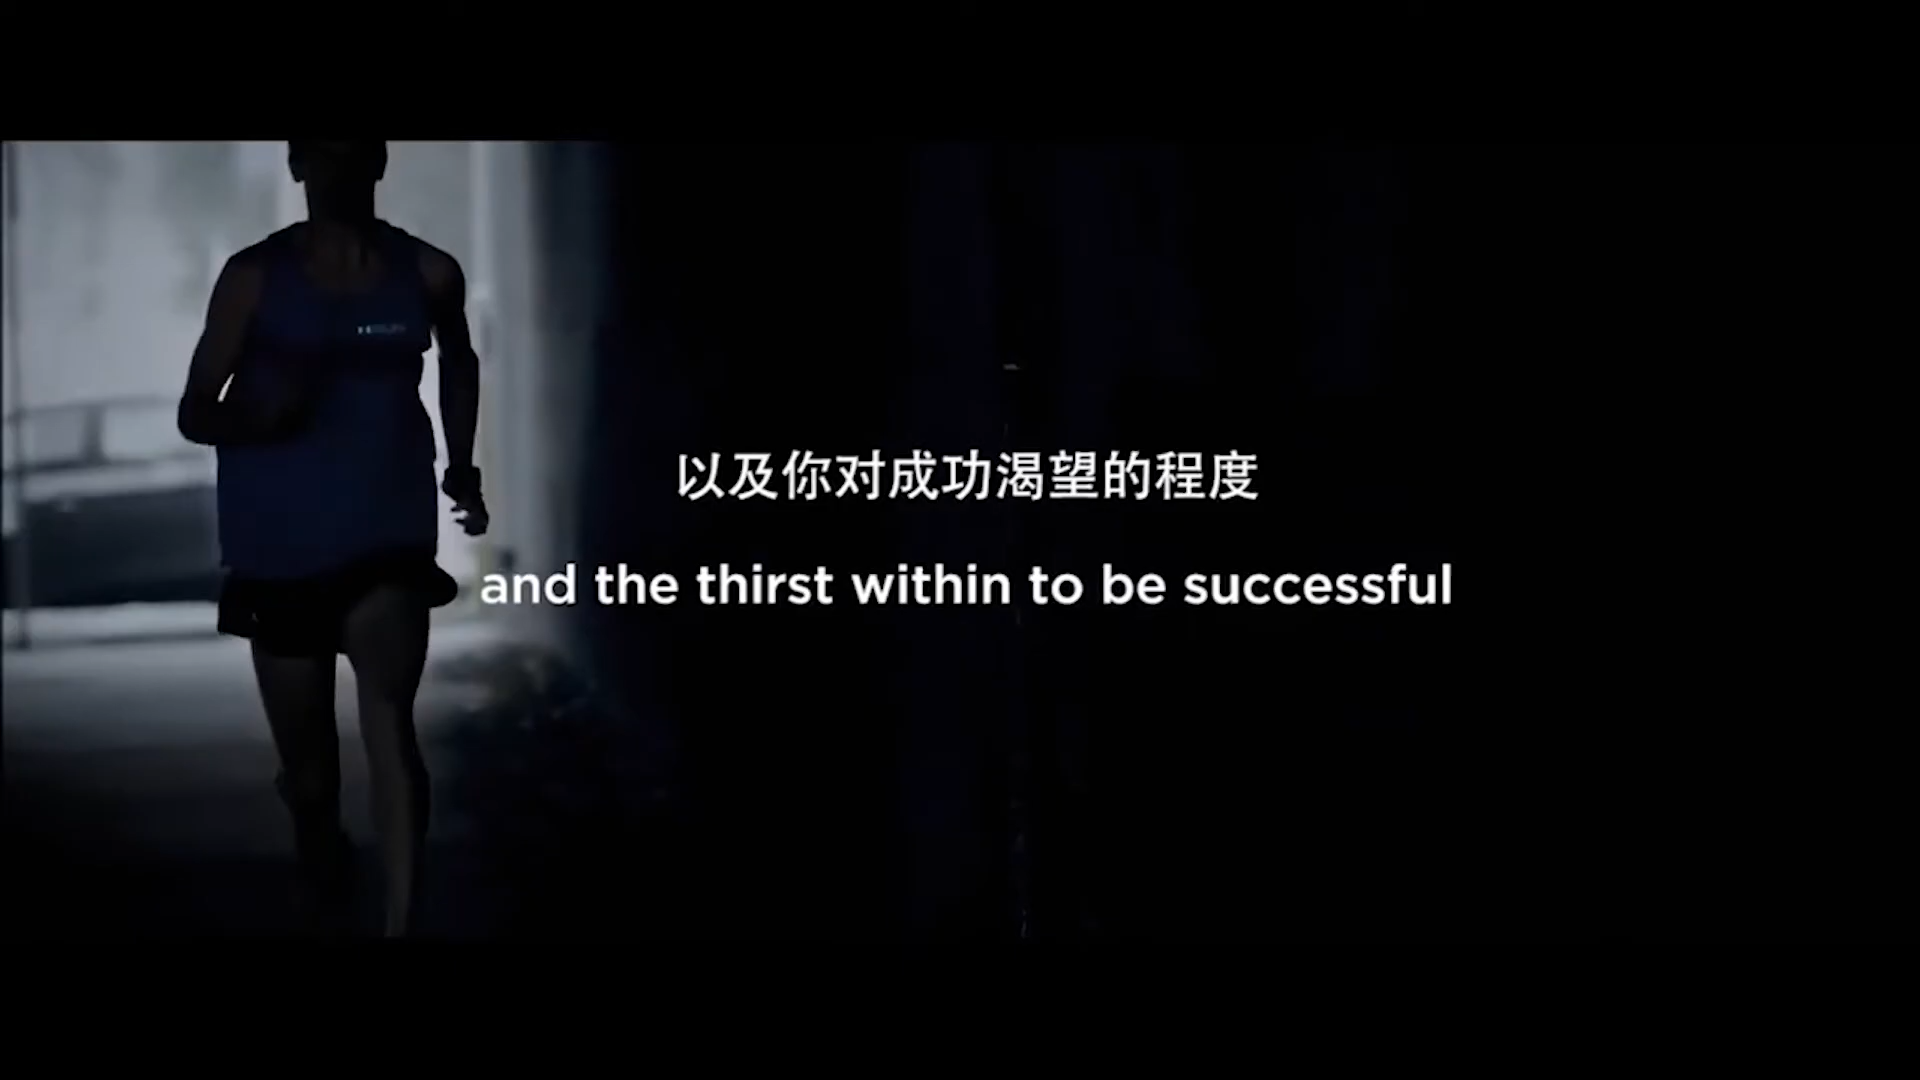 以及你对成功渴望的程度
and the thirst within to be successful